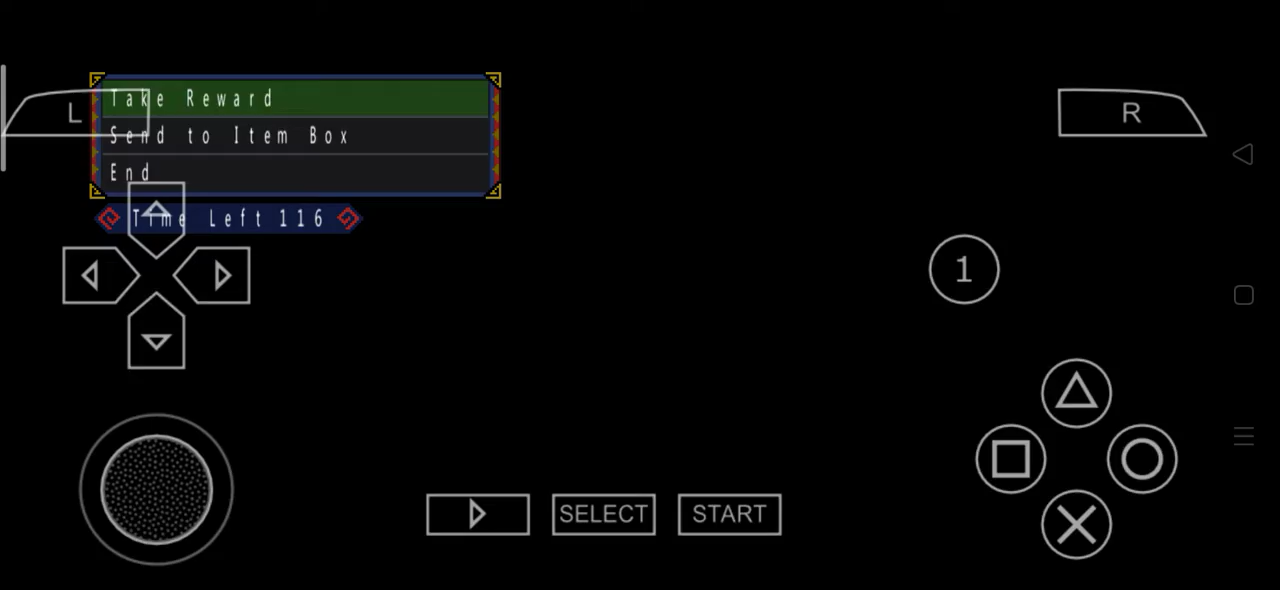 Take Reward
L
R
Send to Item Box
End
Time Left 116
1
SELECT
START